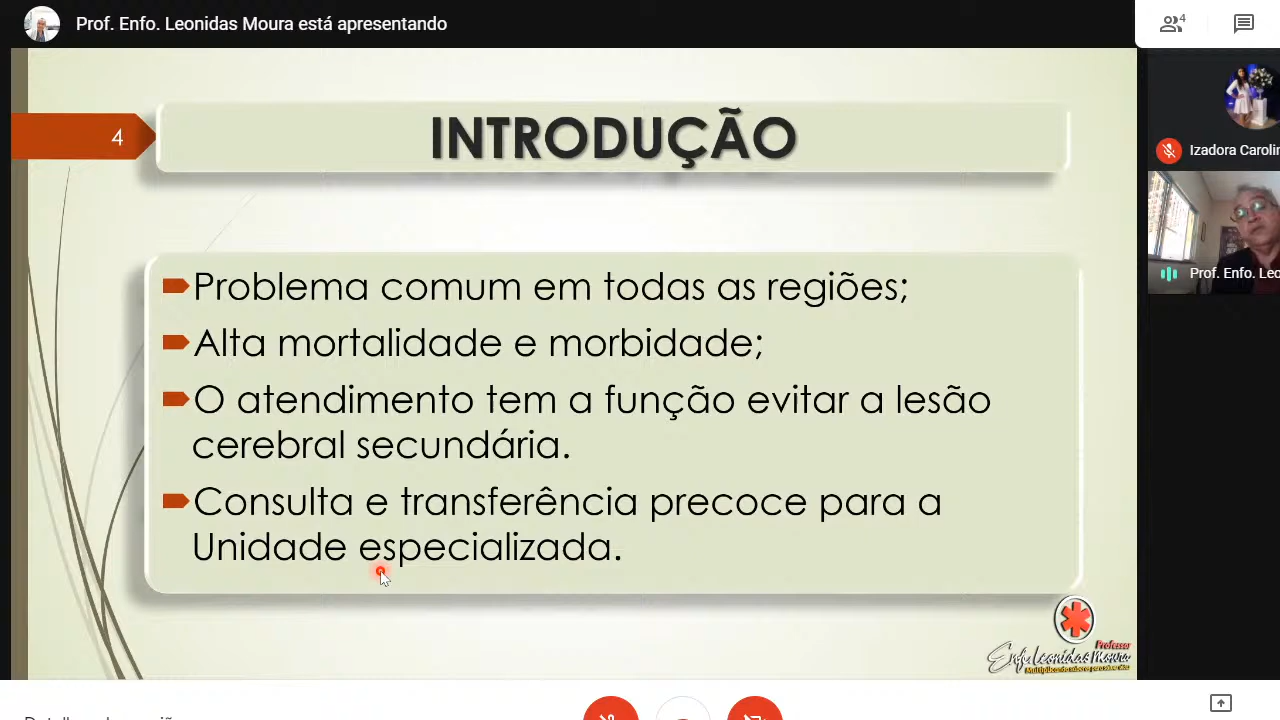 Prof. Enfo. Leonidas Moura está apresentando
4
4
INTRODUÇÃO
Izadora Carolin
Prof. Enfo. Leo
Problema comum em todas as regiões;
Alta mortalidade e morbidade;
O atendimento tem a função evitar a lesão
cerebral secundária.
Consulta e transferência precoce para a
Unidade especializada.
Professor
Enfº Leonidas Moura